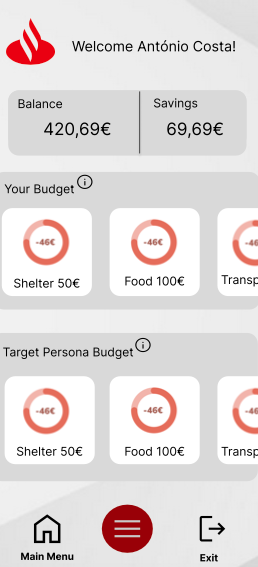 Welcome António Costa!
Balance
420,69€
Savings
69,69€
Your Budget
-46€
-46€
-46
Shelter 50€
Food 100€
Transp
Target Persona Budget
-46€
-46€
-46
Shelter 50€
Food 100€
Transp
Main Menu
Exit